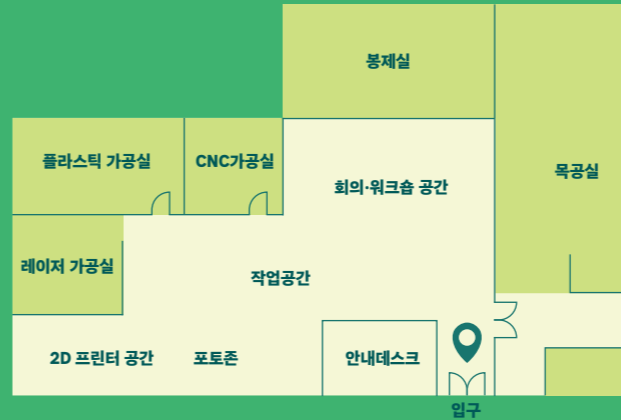 봉제실
플라스틱 가공실
CNC가공실
목공실
회의·워크숍 공간
레이저 가공실
작업공간
2D 프린터 공간
포토존
안내데스크
입구